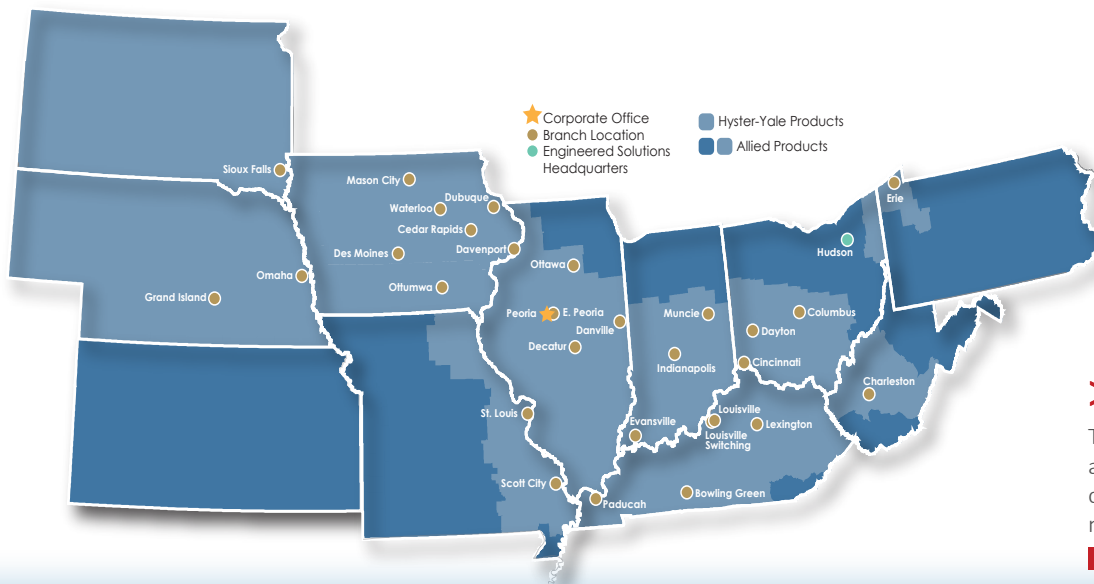 Corporate Office
Branch Location
Engineered Solutions
Headquarters
Hyster-Yale Products
Allied Products
Sioux Falls
Mason City
Dubuque
Waterloo
Cedar Rapids
Des Moines
Davenport
Ottumwa
Omaha
Grand Island
Ottawa
Peoria
E. Peoria
Danville
Decatur
St. Louis
Scott City
Paducah
Muncie
Indianapolis
Evansville
Erie
Hudson
Columbus
Dayton
Cincinnati
Charleston
Louisville
Louisville
Switching
Lexington
Bowling Green